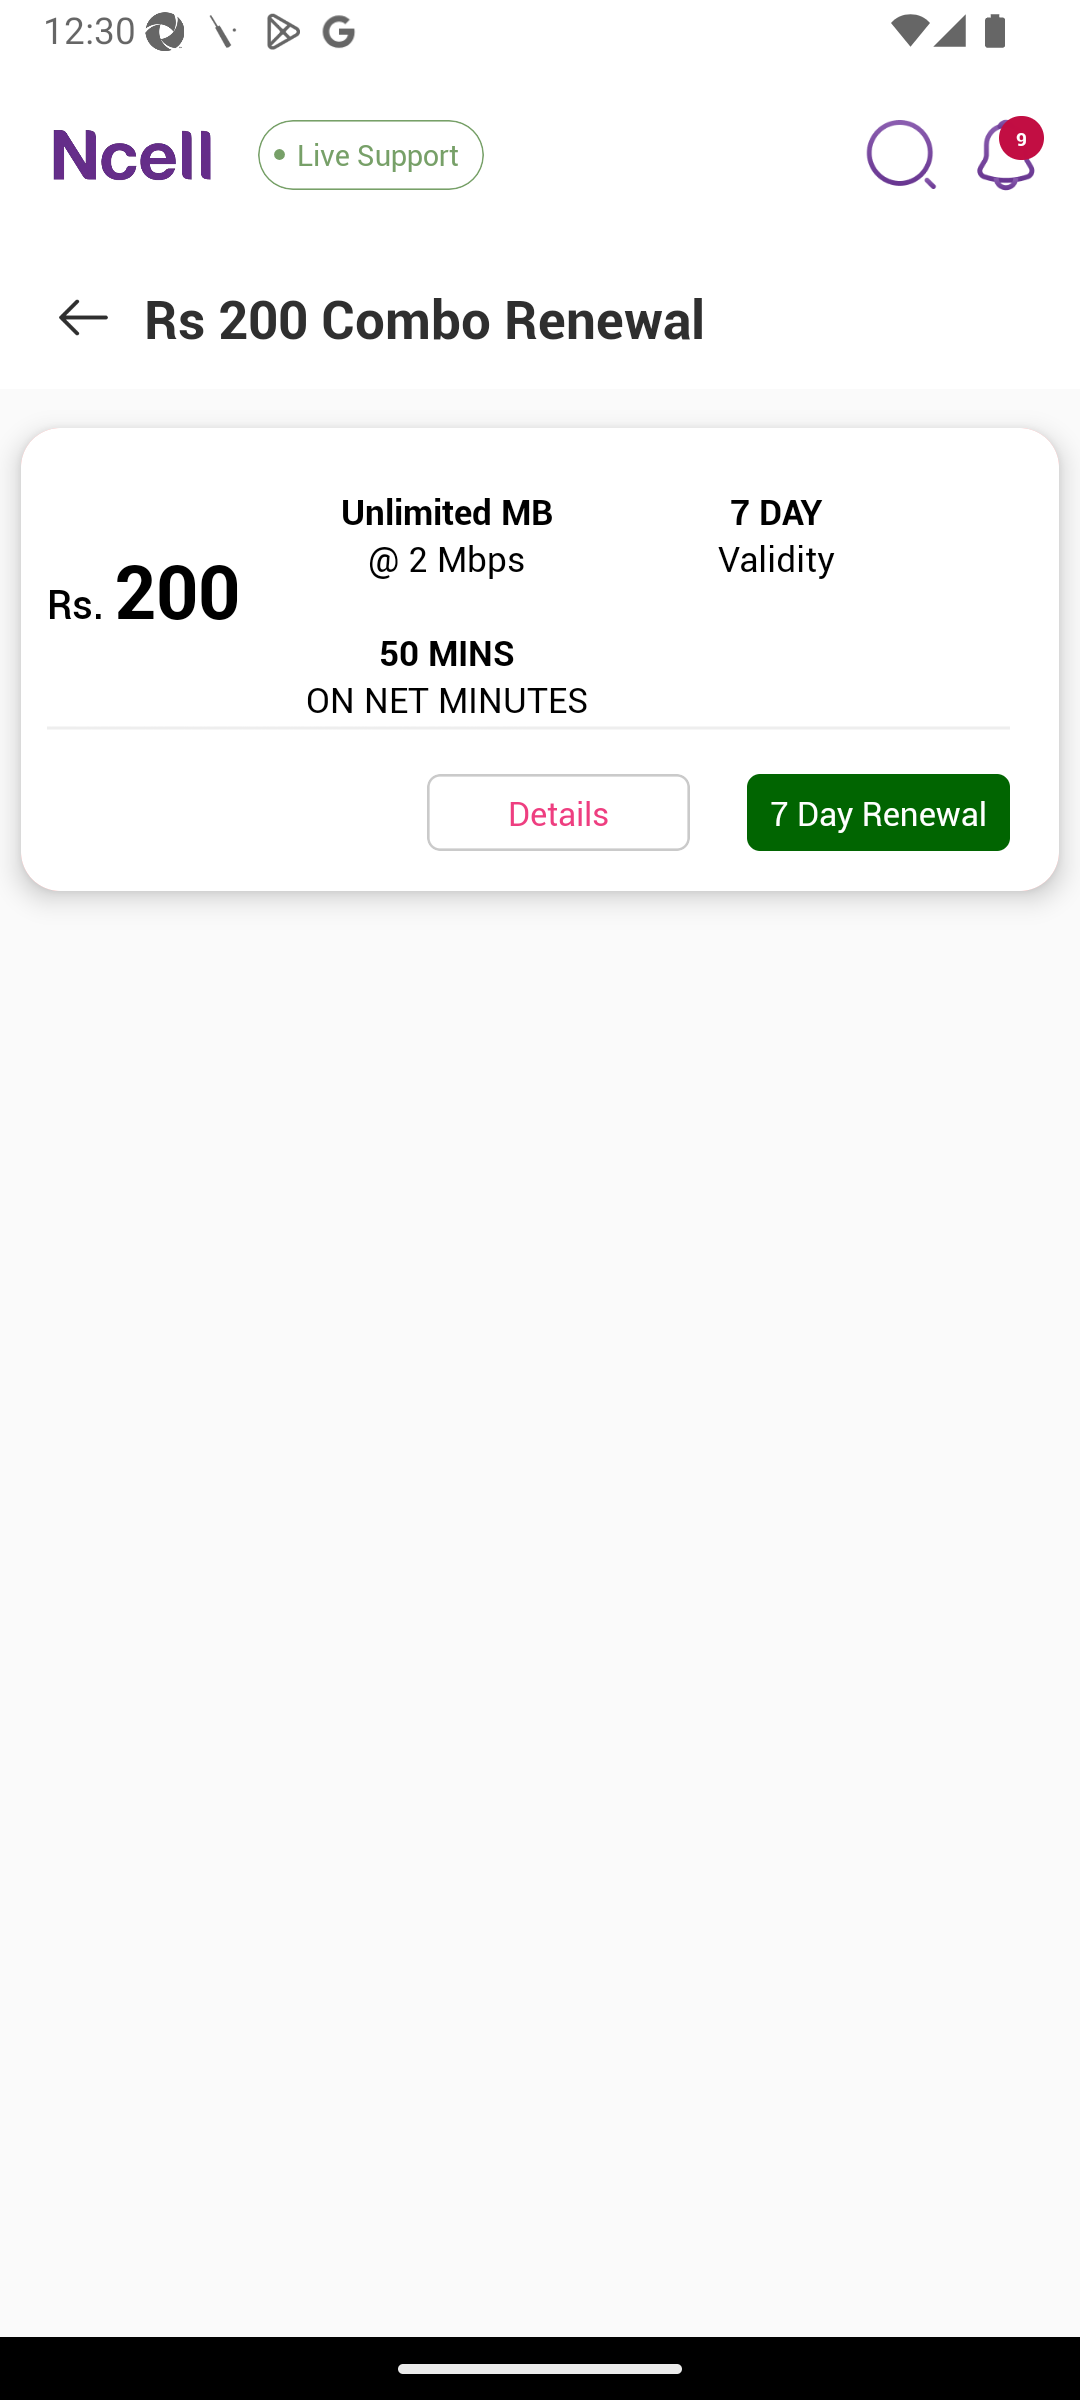 12:30
Ncell
Live Support
9
Rs 200 Combo Renewal
Unlimited MB
@ 2 Mbps
7 DAY
Validity
Rs. 200
50 MINS
ON NET MINUTES
Details
7 Day Renewal